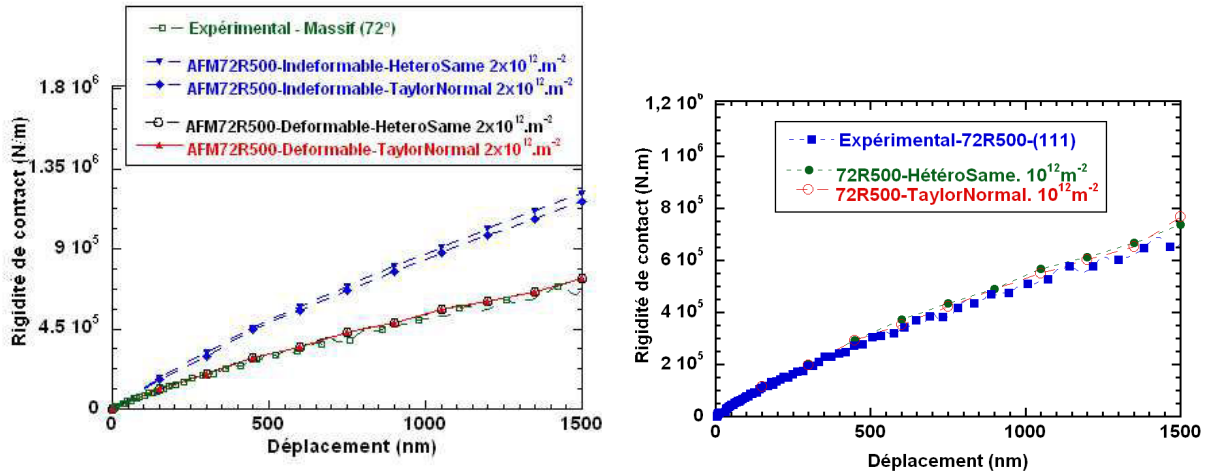 Expérimental - Massif (72°)
AFM72R500-Indeformable-HeteroSame 2x10¹².m⁻²
AFM72R500-Indeformable-TaylorNormal 2x10¹².m⁻²
AFM72R500-Deformable-HeteroSame 2x10¹².m⁻²
AFM72R500-Deformable-TaylorNormal 2x10¹².m⁻²
Rigidité de contact (N/m)
1.8 10⁶
1.35 10⁶
9 10⁵
4.5 10⁵
0
0
500
1000
1500
Déplacement (nm)
Expérimental-72R500-(111)
72R500-HétéroSame. 10¹²m⁻²
72R500-TaylorNormal. 10¹²m⁻²
Rigidité de contact (N.m)
1,2 10⁶
1 10⁶
8 10⁵
6 10⁵
4 10⁵
2 10⁵
0
0
500
1000
1500
Déplacement (nm)